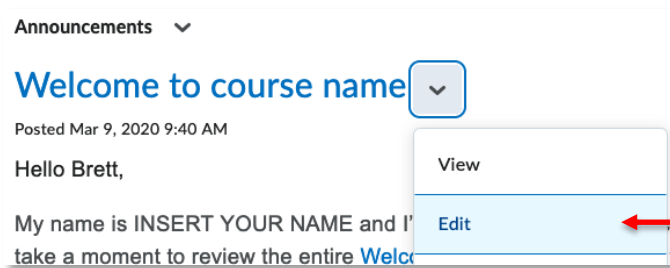 Announcements
Welcome to course name
Posted Mar 9, 2020 9:40 AM
Hello Brett,
View
My name is INSERT YOUR NAME and I'
Edit
take a moment to review the entire Welco